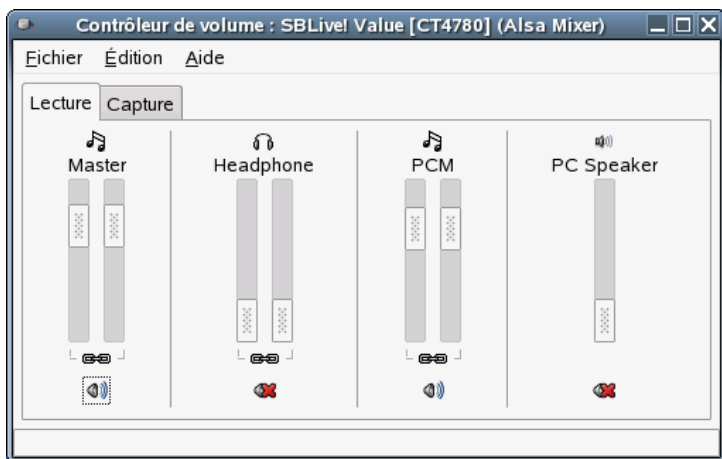 Contrôleur de volume : SBLive! Value [CT4780] (Alsa Mixer)
Fichier Édition Aide
Lecture Capture
Master Headphone PCM PC Speaker